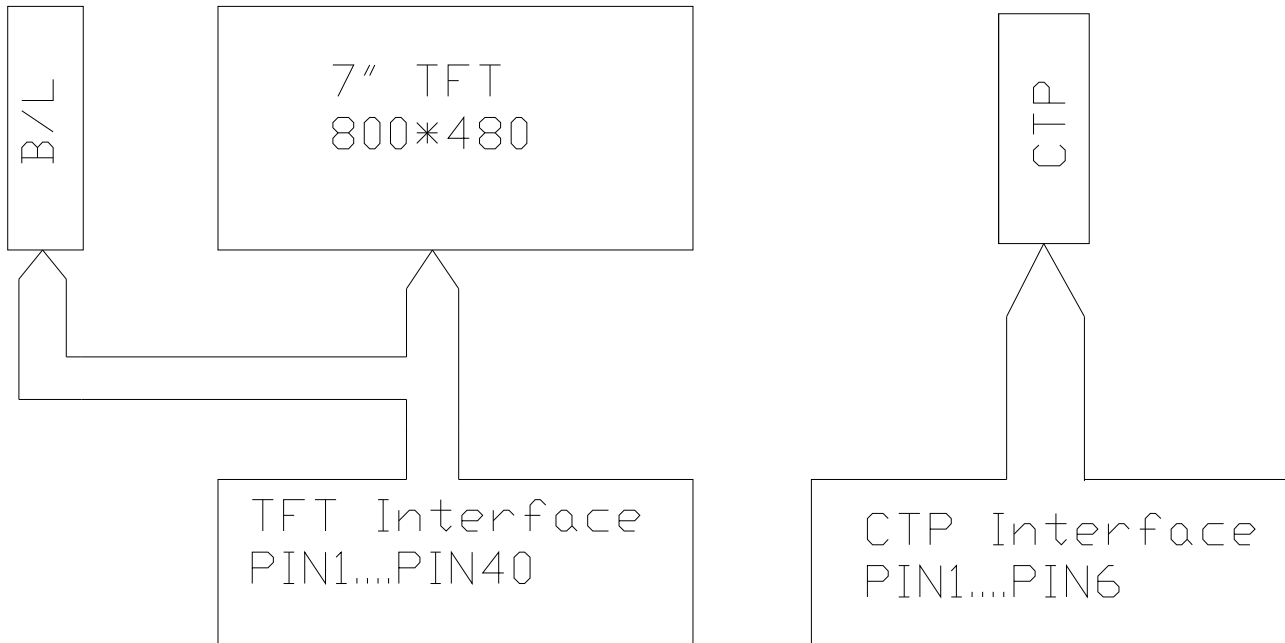 B/L
7" TFT
800*480
CTP
TFT Interface
PIN1....PIN40
CTP Interface
PIN1....PIN6